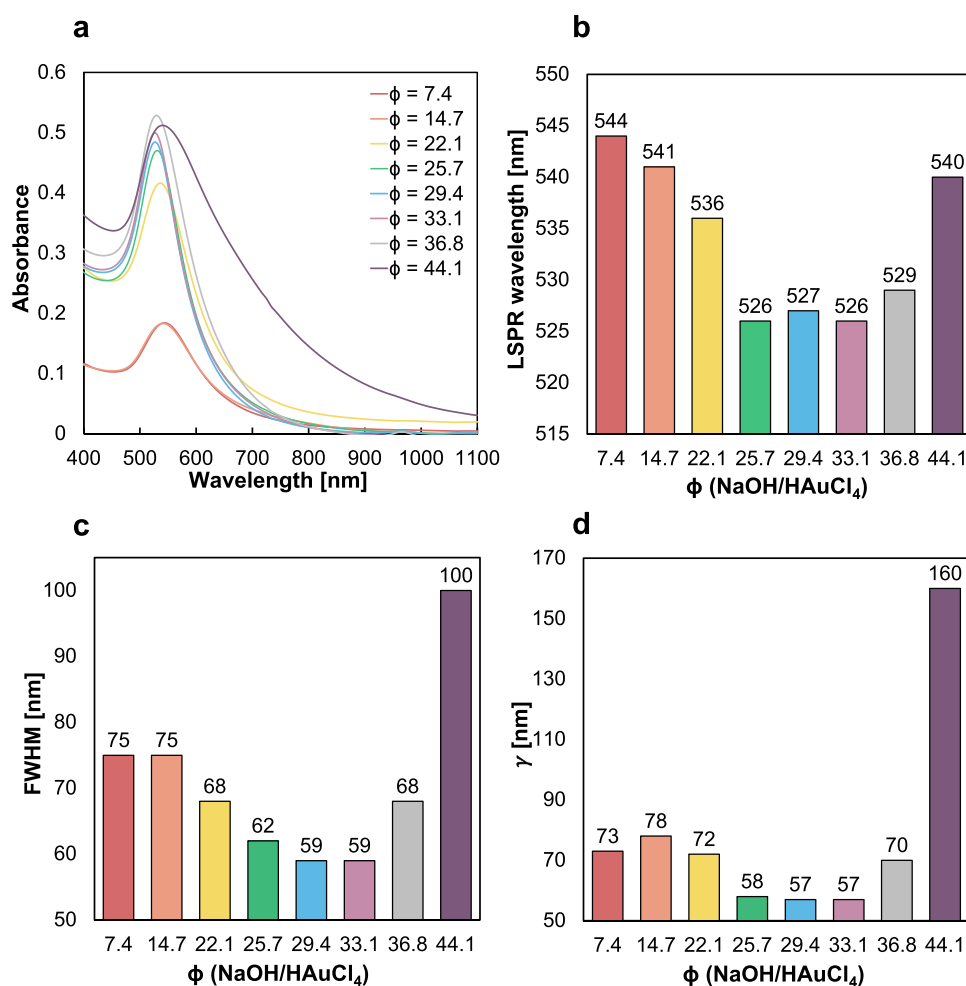 a
Absorbance
0.6
0.5
0.4
0.3
0.2
0.1
0
ϕ = 7.4
ϕ = 14.7
ϕ = 22.1
ϕ = 25.7
ϕ = 29.4
ϕ = 33.1
ϕ = 36.8
ϕ = 44.1
400 500 600 700 800 900 1000 1100
Wavelength [nm]
b
LSPR wavelength [nm]
550
545
540
535
530
525
520
515
544 541 536 526 527 526 529 540
7.4 14.7 22.1 25.7 29.4 33.1 36.8 44.1
ϕ (NaOH/HAuCl₄)
c
FWHM [nm]
100
90
80
70
60
50
75 75 68 62 59 59 68 100
7.4 14.7 22.1 25.7 29.4 33.1 36.8 44.1
ϕ (NaOH/HAuCl₄)
d
γ [nm]
170
150
130
110
90
70
50
73 78 72 58 57 57 70 160
7.4 14.7 22.1 25.7 29.4 33.1 36.8 44.1
ϕ (NaOH/HAuCl₄)